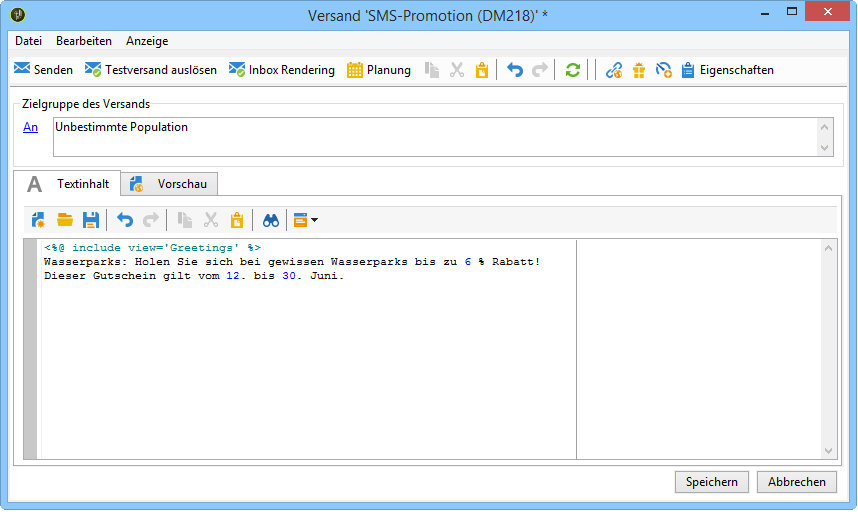 Versand 'SMS-Promotion (DM218)' *
Datei Bearbeiten Anzeige
Senden Testversand auslösen Inbox Rendering Planung Eigenschaften
Zielgruppe des Versands
An Unbestimmte Population
A Textinhalt Vorschau
<%@ include view='Greetings' %>
Wasserparks: Holen Sie sich bei gewissen Wasserparks bis zu 6 % Rabatt!
Dieser Gutschein gilt vom 12. bis 30. Juni.
Speichern Abbrechen